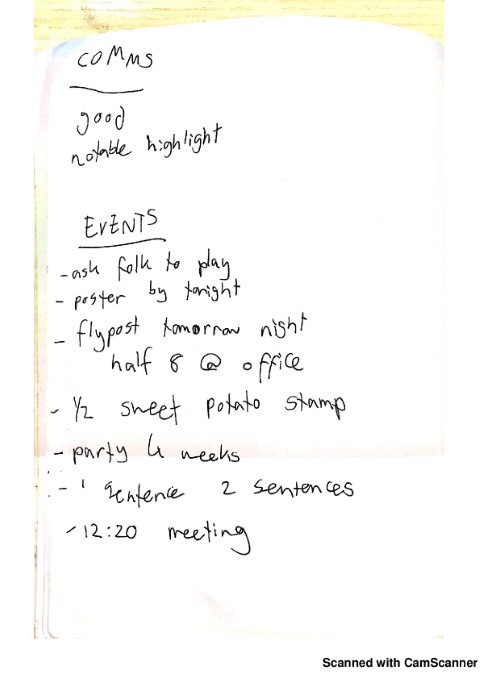 COMMS
good
notable highlight
EVENTS
- ask folk to play
- poster by tonight
- flypost tomorrow night
half 8 @ office
- 1/2 sheet potato stamp
- party 4 weeks
- 1 sentence 2 sentences
- 12:20 meeting
Scanned with CamScanner